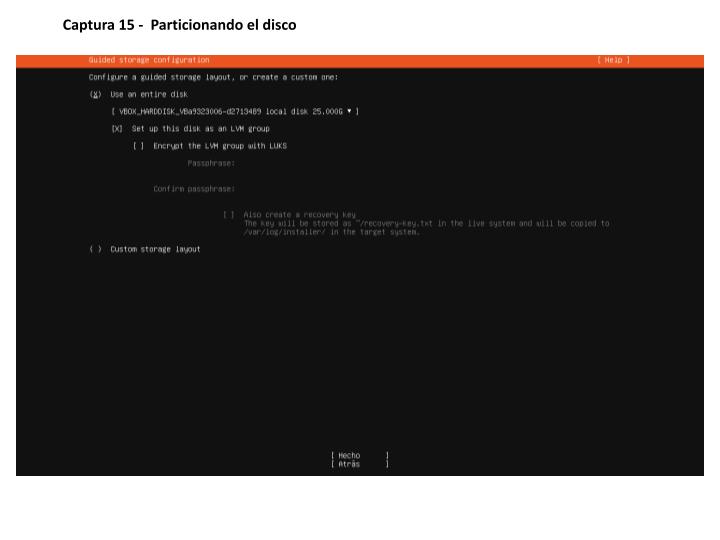 Captura 15 - Particionando el disco
Guided storage configuration [ Help ]
Configure a guided storage layout, or create a custom one:
(X) Use an entire disk
[ VBOX_HARDDISK_VBa9323006-d2713489 local disk 25.000G ▾ ]
[X] Set up this disk as an LVM group
[ ] Encrypt the LVM group with LUKS
Passphrase:
Confirm passphrase:
[ ] Also create a recovery key
The key will be stored as ~/recovery-key.txt in the live system and will be copied to
/var/log/installer/ in the target system.
( ) Custom storage layout
[ Hecho ]
[ Atrás ]